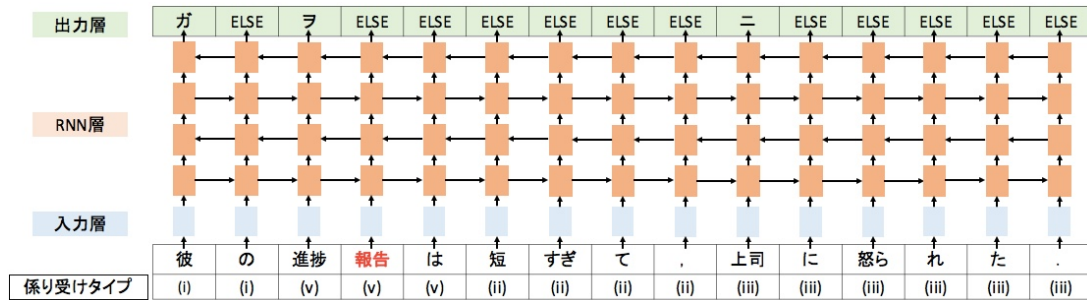 出力層 ガ ELSE ヲ ELSE ELSE ELSE ELSE ELSE ELSE ニ ELSE ELSE ELSE ELSE ELSE
RNN層
入力層
彼 の 進捗 報告 は 短 すぎ て , 上司 に 怒ら れ た .
係り受けタイプ (i) (i) (v) (v) (v) (ii) (ii) (ii) (ii) (iii) (iii) (iii) (iii) (iii) (iii)